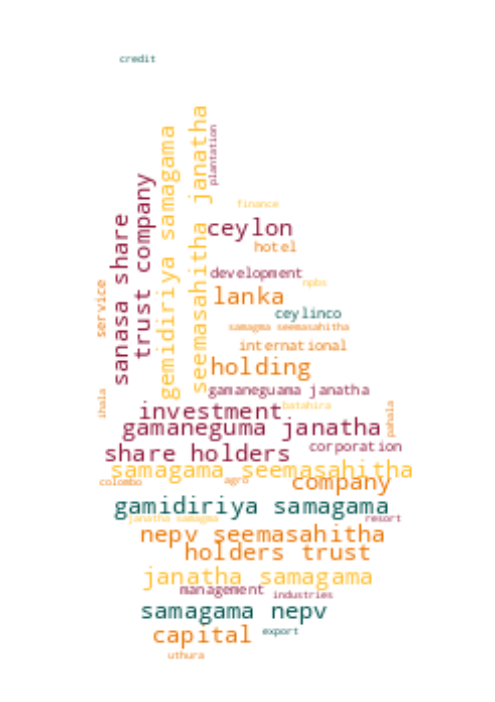 credit
seemasahitha janatha
plantation
gemidiriya samagama
trust company
sanasa share
finance
ceylon
hotel
development
npbs
service
lanka
ceylinco
samagma seemasahitha
international
holding
gamaneguama janatha
ihala
investment
batahira
pahala
gamaneguma janatha
share holders
corporation
samagama seemasahitha
colombo
agro
company
gamidiriya samagama
janatha samagma
resort
nepv seemasahitha
holders trust
janatha samagama
management
industries
samagama nepv
capital
export
uthura